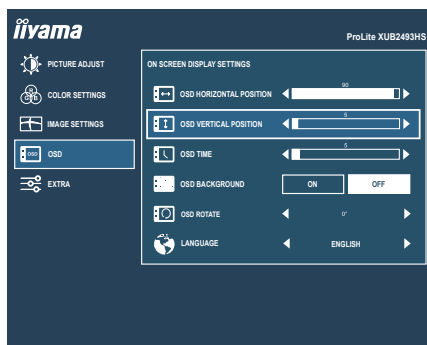 iiyama
ProLite XUB2493HS
PICTURE ADJUST
COLOR SETTINGS
IMAGE SETTINGS
OSD
OSD
EXTRA
ON SCREEN DISPLAY SETTINGS
OSD HORIZONTAL POSITION
90
OSD VERTICAL POSITION
5
OSD TIME
5
OSD BACKGROUND ON OFF
OSD ROTATE 0°
LANGUAGE ENGLISH